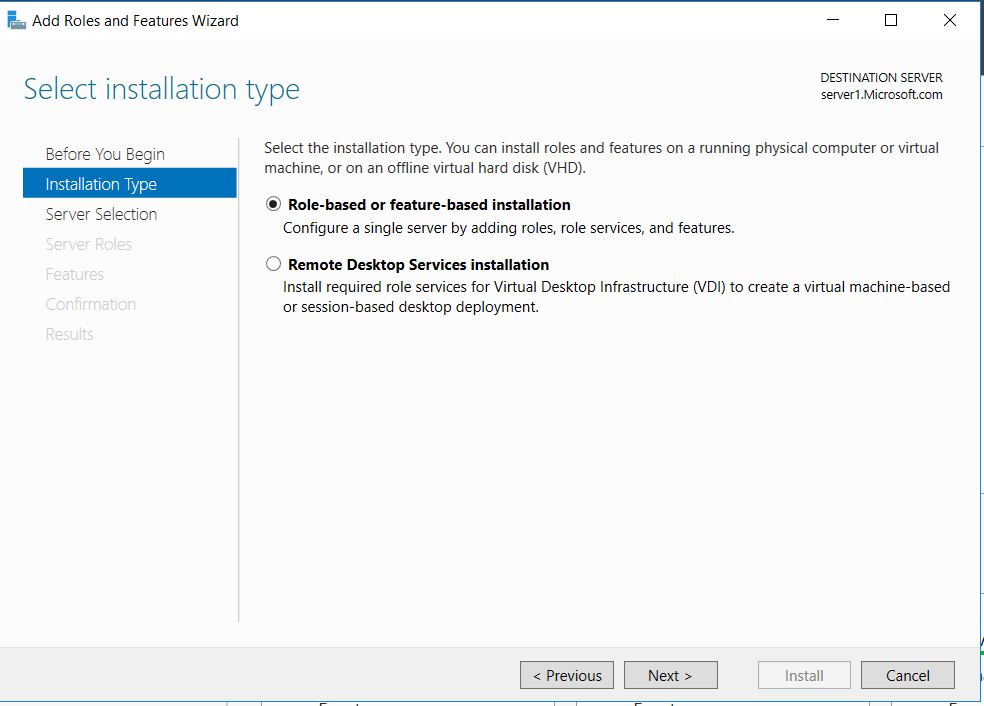 Add Roles and Features Wizard
Select installation type
DESTINATION SERVER
server1.Microsoft.com
Before You Begin
Installation Type
Server Selection
Server Roles
Features
Confirmation
Results
Select the installation type. You can install roles and features on a running physical computer or virtual
machine, or on an offline virtual hard disk (VHD).
Role-based or feature-based installation
Configure a single server by adding roles, role services, and features.
Remote Desktop Services installation
Install required role services for Virtual Desktop Infrastructure (VDI) to create a virtual machine-based
or session-based desktop deployment.
< Previous
Next >
Install
Cancel